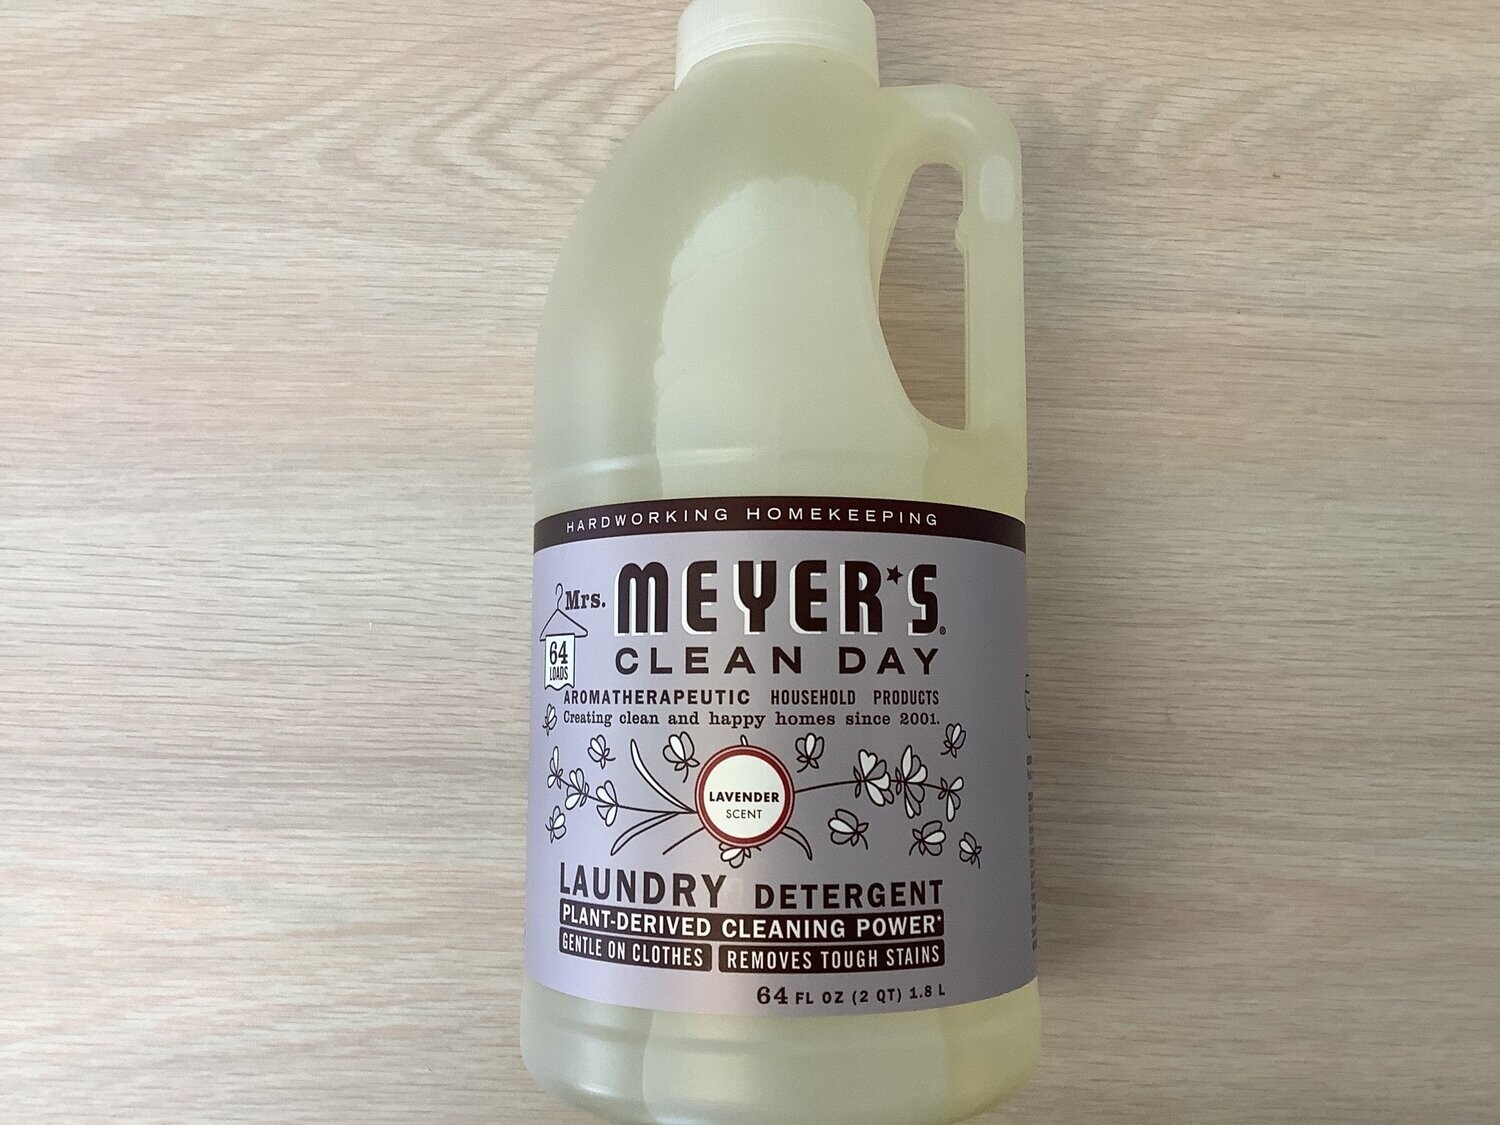 HARDWORKING HOMEKEEPING
Mrs. MEYER'S®
CLEAN DAY
64
LOADS
AROMATHERAPEUTIC HOUSEHOLD PRODUCTS
Creating clean and happy homes since 2001.
LAVENDER
SCENT
LAUNDRY DETERGENT
PLANT-DERIVED CLEANING POWER*
GENTLE ON CLOTHES REMOVES TOUGH STAINS
64 FL OZ (2 QT) 1.8 L